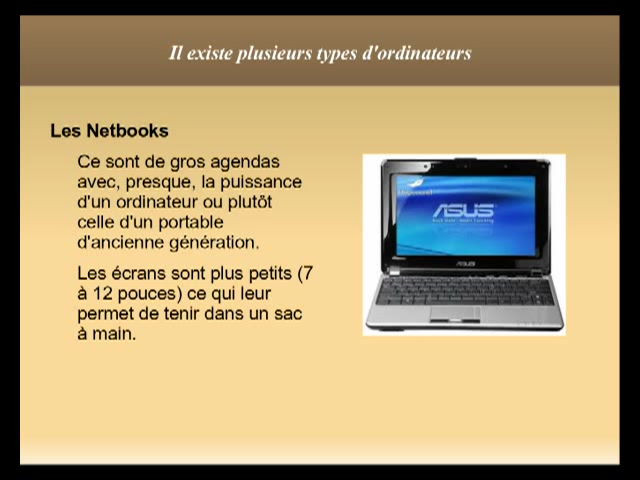 Il existe plusieurs types d'ordinateurs
Les Netbooks
Ce sont de gros agendas
avec, presque, la puissance
d'un ordinateur ou plutôt
celle d'un portable
d'ancienne génération.
Les écrans sont plus petits (7
à 12 pouces) ce qui leur
permet de tenir dans un sac
à main.
ASUS
ASUS